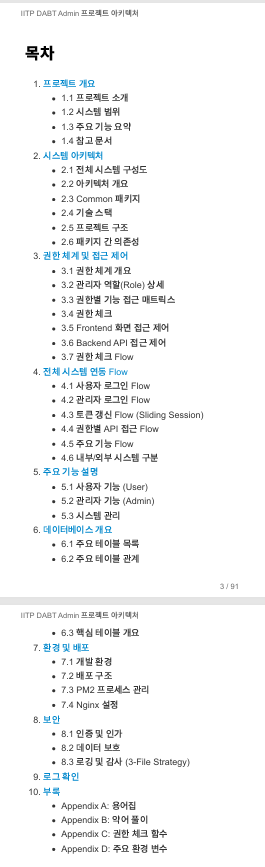 IITP DABT Admin 프로젝트 아키텍처
목차
1. 프로젝트 개요
• 1.1 프로젝트 소개
• 1.2 시스템 범위
• 1.3 주요 기능 요약
• 1.4 참고 문서
2. 시스템 아키텍처
• 2.1 전체 시스템 구성도
• 2.2 아키텍처 개요
• 2.3 Common 패키지
• 2.4 기술 스택
• 2.5 프로젝트 구조
• 2.6 패키지 간 의존성
3. 권한 체계 및 접근 제어
• 3.1 권한 체계 개요
• 3.2 관리자 역할(Role) 상세
• 3.3 권한별 기능 접근 매트릭스
• 3.4 권한 체크
• 3.5 Frontend 화면 접근 제어
• 3.6 Backend API 접근 제어
• 3.7 권한 체크 Flow
4. 전체 시스템 연동 Flow
• 4.1 사용자 로그인 Flow
• 4.2 관리자 로그인 Flow
• 4.3 토큰 갱신 Flow (Sliding Session)
• 4.4 권한별 API 접근 Flow
• 4.5 주요 기능 Flow
• 4.6 내부/외부 시스템 구분
5. 주요 기능 설명
• 5.1 사용자 기능 (User)
• 5.2 관리자 기능 (Admin)
• 5.3 시스템 관리
6. 데이터베이스 개요
• 6.1 주요 테이블 목록
• 6.2 주요 테이블 관계
3 / 91
IITP DABT Admin 프로젝트 아키텍처
• 6.3 핵심 테이블 개요
7. 환경 및 배포
• 7.1 개발 환경
• 7.2 배포 구조
• 7.3 PM2 프로세스 관리
• 7.4 Nginx 설정
8. 보안
• 8.1 인증 및 인가
• 8.2 데이터 보호
• 8.3 로깅 및 감사 (3-File Strategy)
9. 로그 확인
10. 부록
• Appendix A: 용어집
• Appendix B: 약어 풀이
• Appendix C: 권한 체크 함수
• Appendix D: 주요 환경 변수